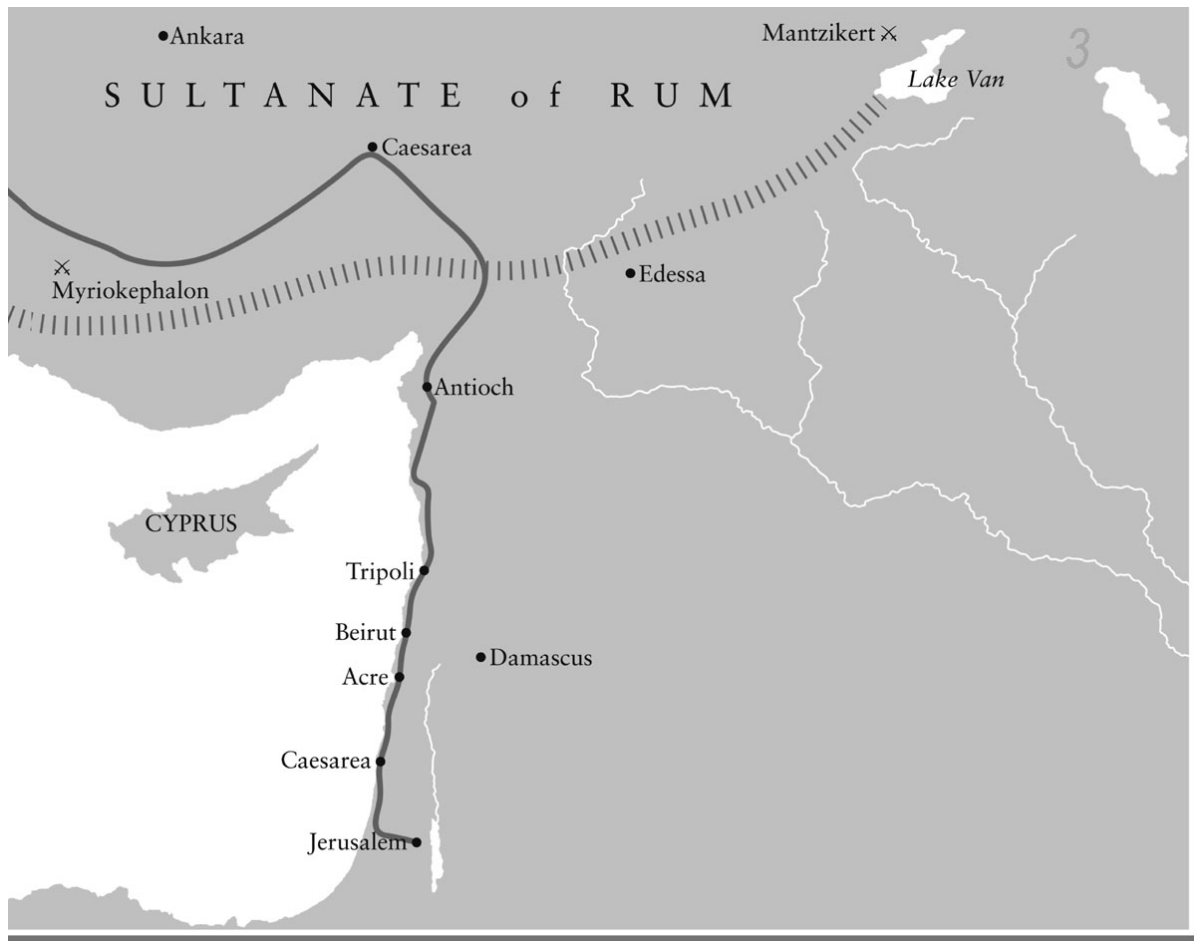 Ankara
Mantzikert
3
Lake Van
SULTANATE of RUM
Caesarea
Edessa
Myriokephalon
Antioch
CYPRUS
Tripoli
Beirut
Damascus
Acre
Caesarea
Jerusalem